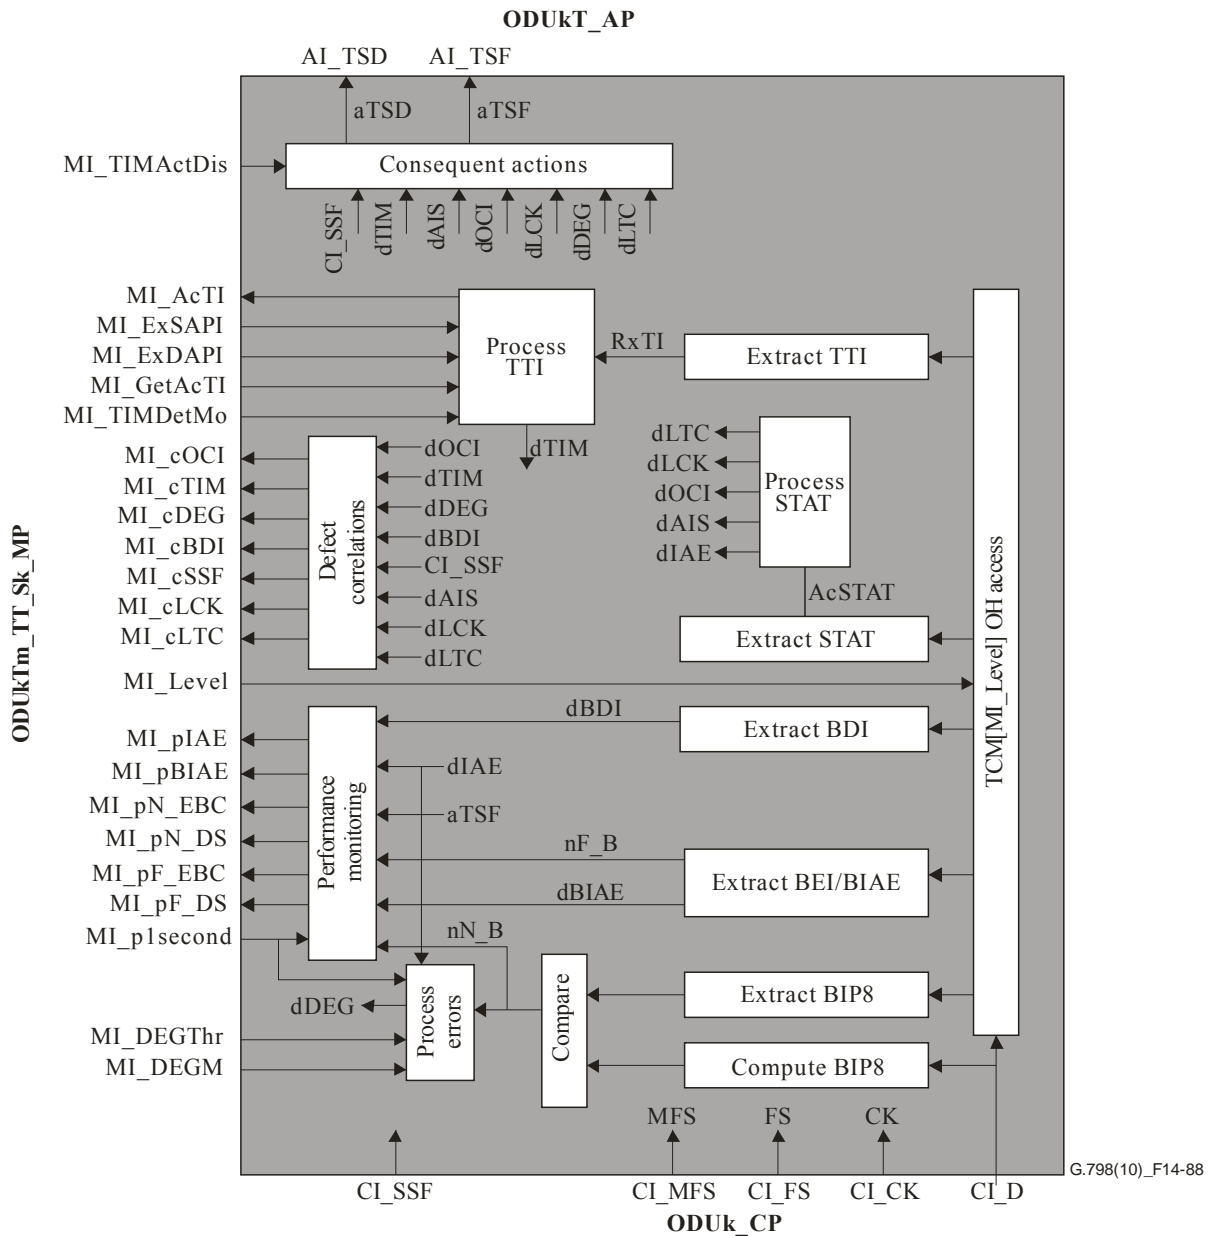 ODUkT_AP
AI_TSD
AI_TSF
aTSD
aTSF
MI_TIMActDis
Consequent actions
CI_SSF
dTIM
dAIS
dOCI
dLCK
dDEG
dLTC
MI_AcTI
MI_ExSAPI
MI_ExDAPI
MI_GetAcTI
MI_TIMDetMo
Process
TTI
RxTI
Extract TTI
dTIM
MI_cOCI
MI_cTIM
MI_cDEG
MI_cBDI
MI_cSSF
MI_cLCK
MI_cLTC
Defect
correlations
dOCI
dTIM
dDEG
dBDI
CI_SSF
dAIS
dLCK
dLTC
dLTC
dLCK
dOCI
dAIS
dIAE
Process
STAT
AcSTAT
Extract STAT
TCM[MI_Level] OH access
ODUkTm_TT_Sk_MP
MI_Level
dBDI
Extract BDI
MI_pIAE
MI_pBIAE
MI_pN_EBC
MI_pN_DS
MI_pF_EBC
MI_pF_DS
MI_p1second
Performance
monitoring
dIAE
aTSF
nF_B
dBIAE
Extract BEI/BIAE
nN_B
dDEG
Process
errors
Compare
Extract BIP8
Compute BIP8
MI_DEGThr
MI_DEGM
MFS
FS
CK
G.798(10)_F14-88
CI_SSF
CI_MFS
CI_FS
CI_CK
CI_D
ODUk_CP